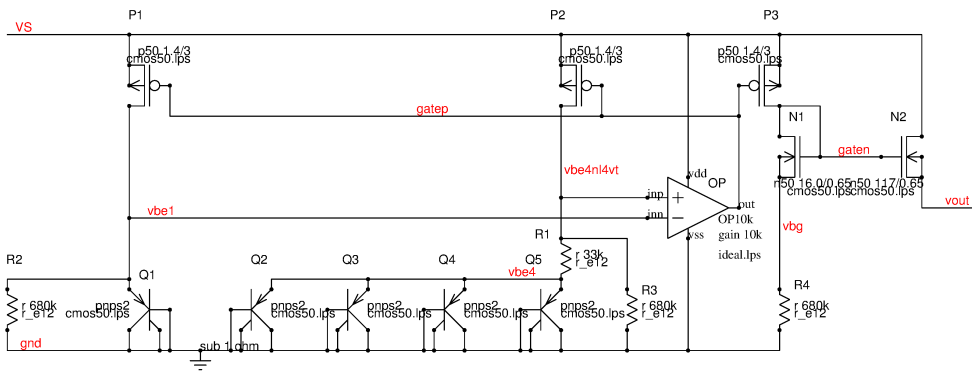 P1
P2
P3
VS
p50 1.4/3
cmos50.lps
p50 1.4/3
cmos50.lps
p50 1.4/3
cmos50.lps
gatep
N1
N2
gaten
vbe4nl4vt
n50 16.0/0.65
cmos50.lps
n50 117/0.65
cmos50.lps
vdd
OP
inp
inn
out
vss
OP10k
gain 10k
ideal.lps
vout
vbe1
vbg
R1
r 33k
r_e12
R2
Q1
Q2
Q3
Q4
Q5
vbe4
R3
R4
r 680k
r_e12
pnps2
cmos50.lps
pnps2
cmos50.lps
pnps2
cmos50.lps
pnps2
cmos50.lps
pnps2
cmos50.lps
r 680k
r_e12
r 680k
r_e12
gnd
sub 1 ohm